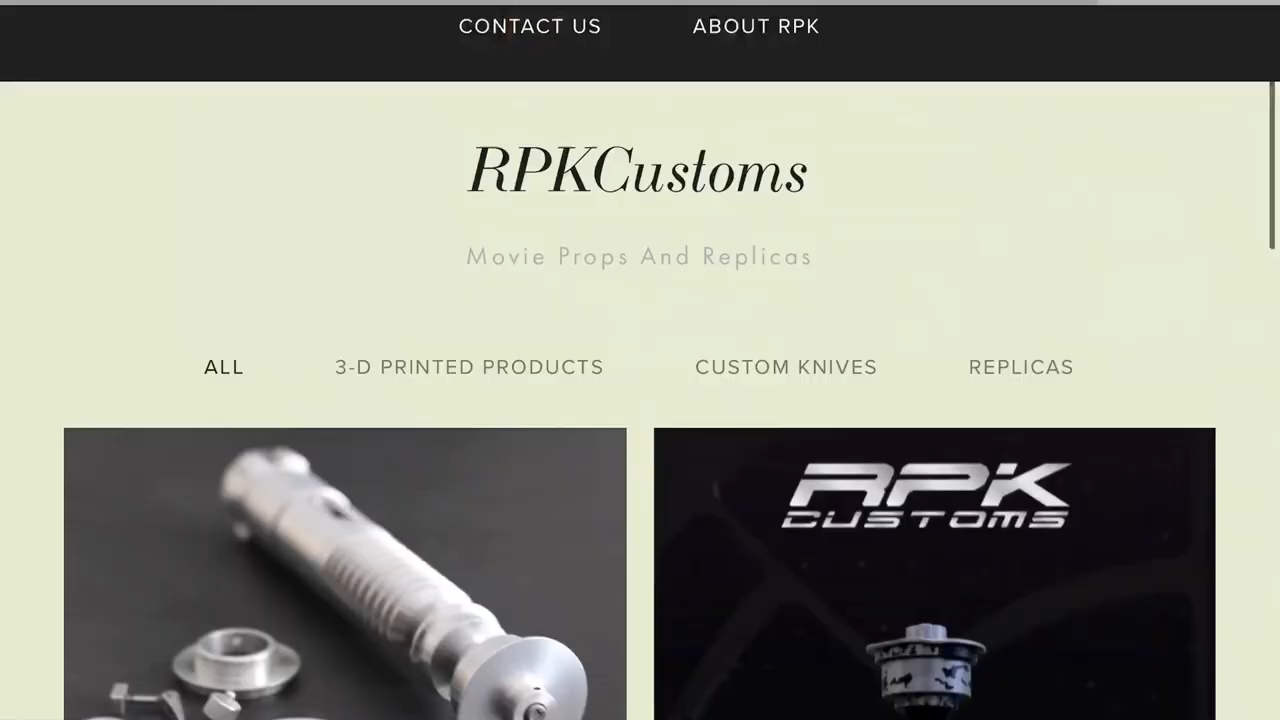 CONTACT US ABOUT RPK
RPKCustoms
Movie Props And Replicas
ALL 3-D PRINTED PRODUCTS CUSTOM KNIVES REPLICAS
RPK
CUSTOMS